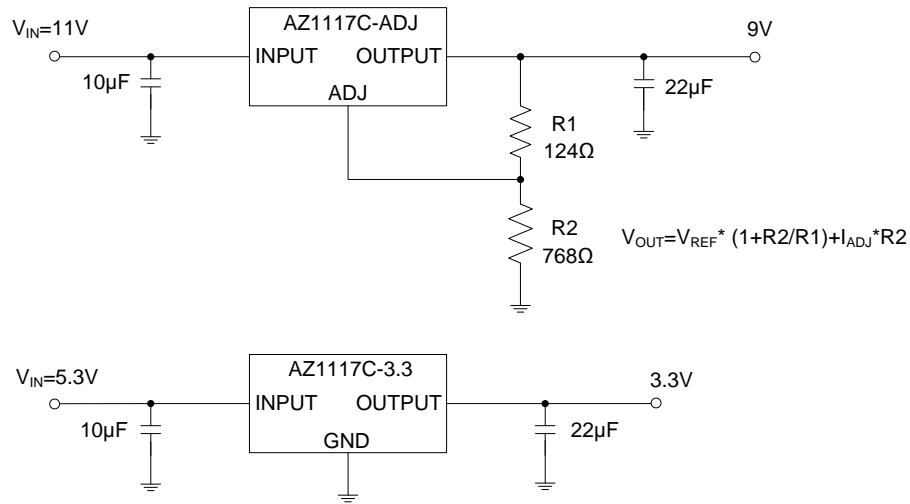 V_IN=11V
AZ1117C-ADJ
9V
INPUT OUTPUT
10µF
22µF
ADJ
R1
124Ω
R2
768Ω
V_OUT=V_REF* (1+R2/R1)+I_ADJ*R2
V_IN=5.3V
AZ1117C-3.3
3.3V
INPUT OUTPUT
10µF
22µF
GND